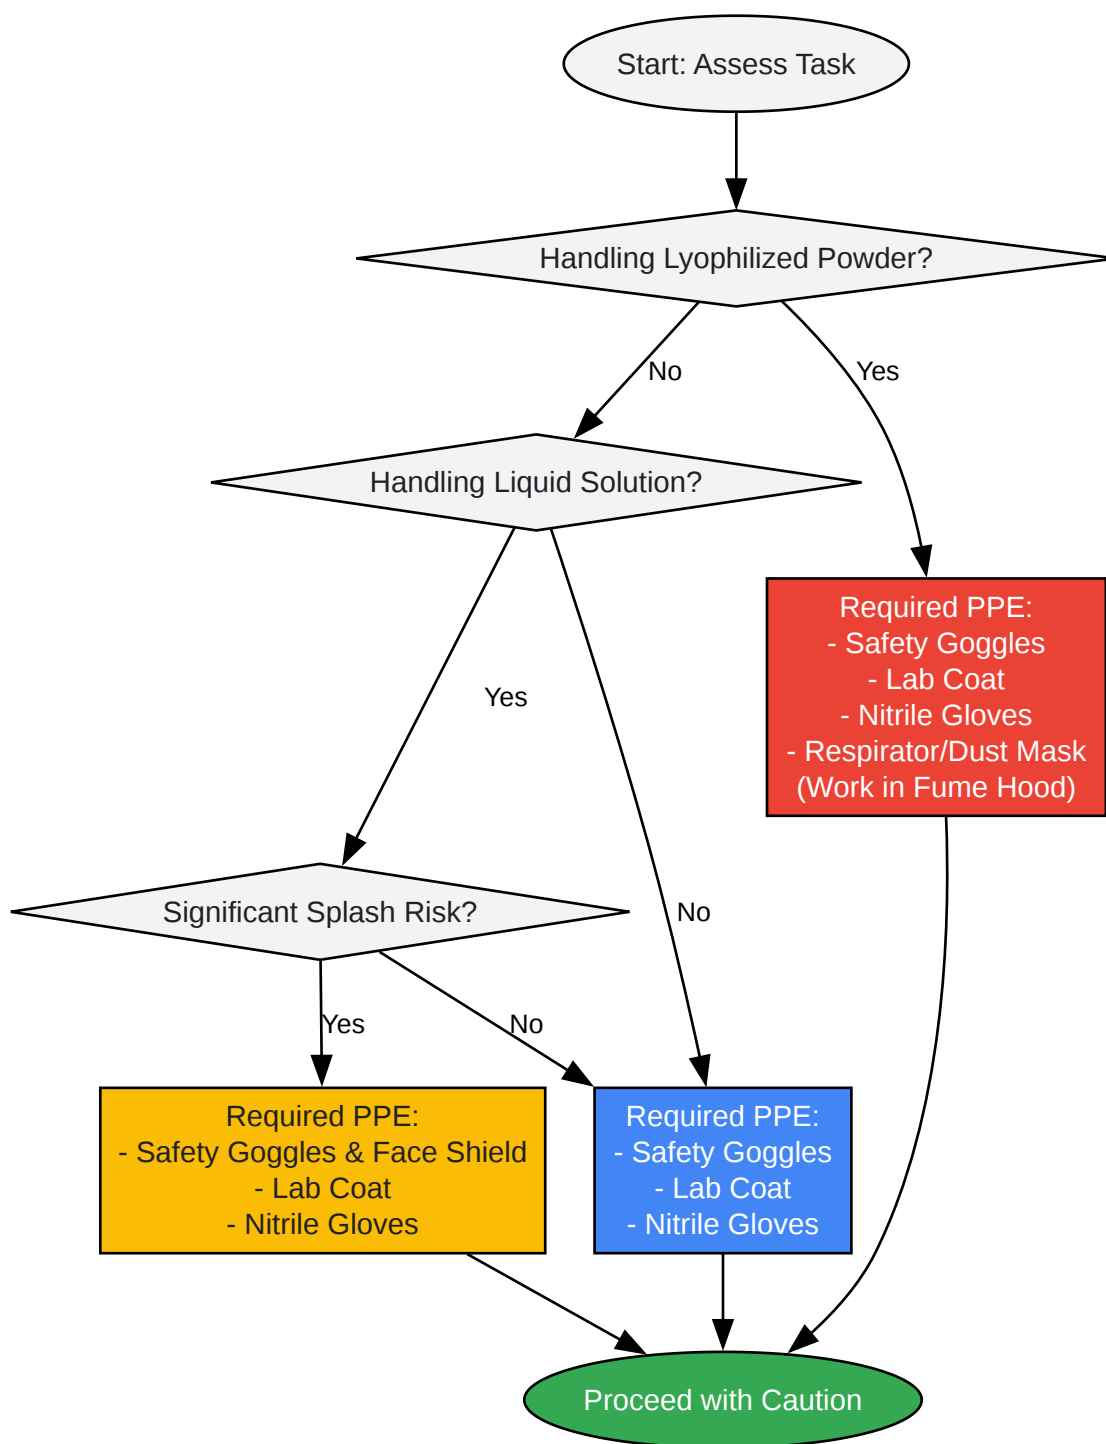 Start: Assess Task
Handling Lyophilized Powder?
No
Yes
Handling Liquid Solution?
Required PPE:
- Safety Goggles
- Lab Coat
- Nitrile Gloves
- Respirator/Dust Mask
(Work in Fume Hood)
Yes
Significant Splash Risk?
No
Yes
No
Required PPE:
- Safety Goggles & Face Shield
- Lab Coat
- Nitrile Gloves
Required PPE:
- Safety Goggles
- Lab Coat
- Nitrile Gloves
Proceed with Caution